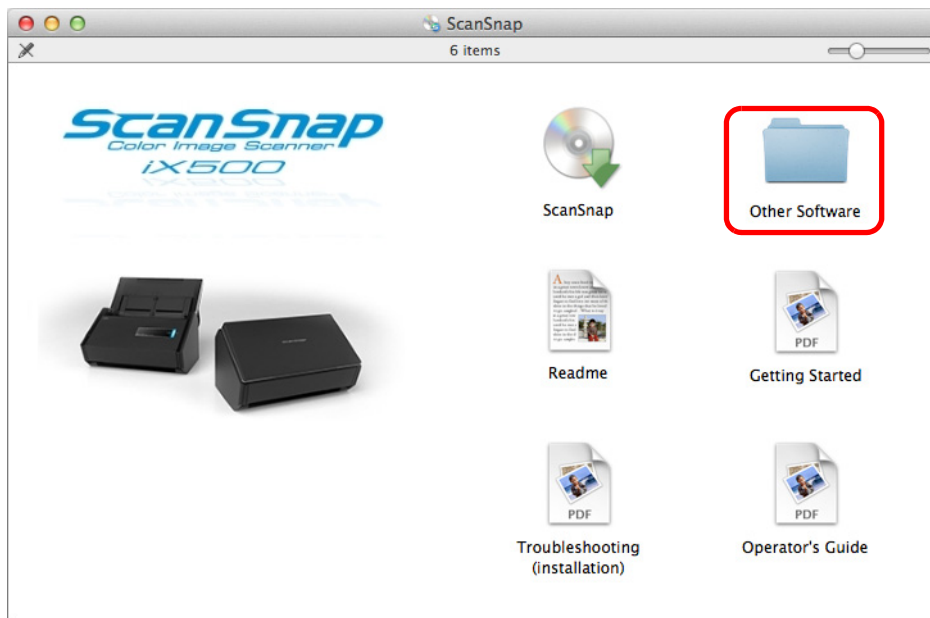 ScanSnap
6 items
ScanSnap
Color Image Scanner
iX500
ScanSnap
Other Software
Readme
PDF
Getting Started
PDF
Troubleshooting
(installation)
PDF
Operator's Guide